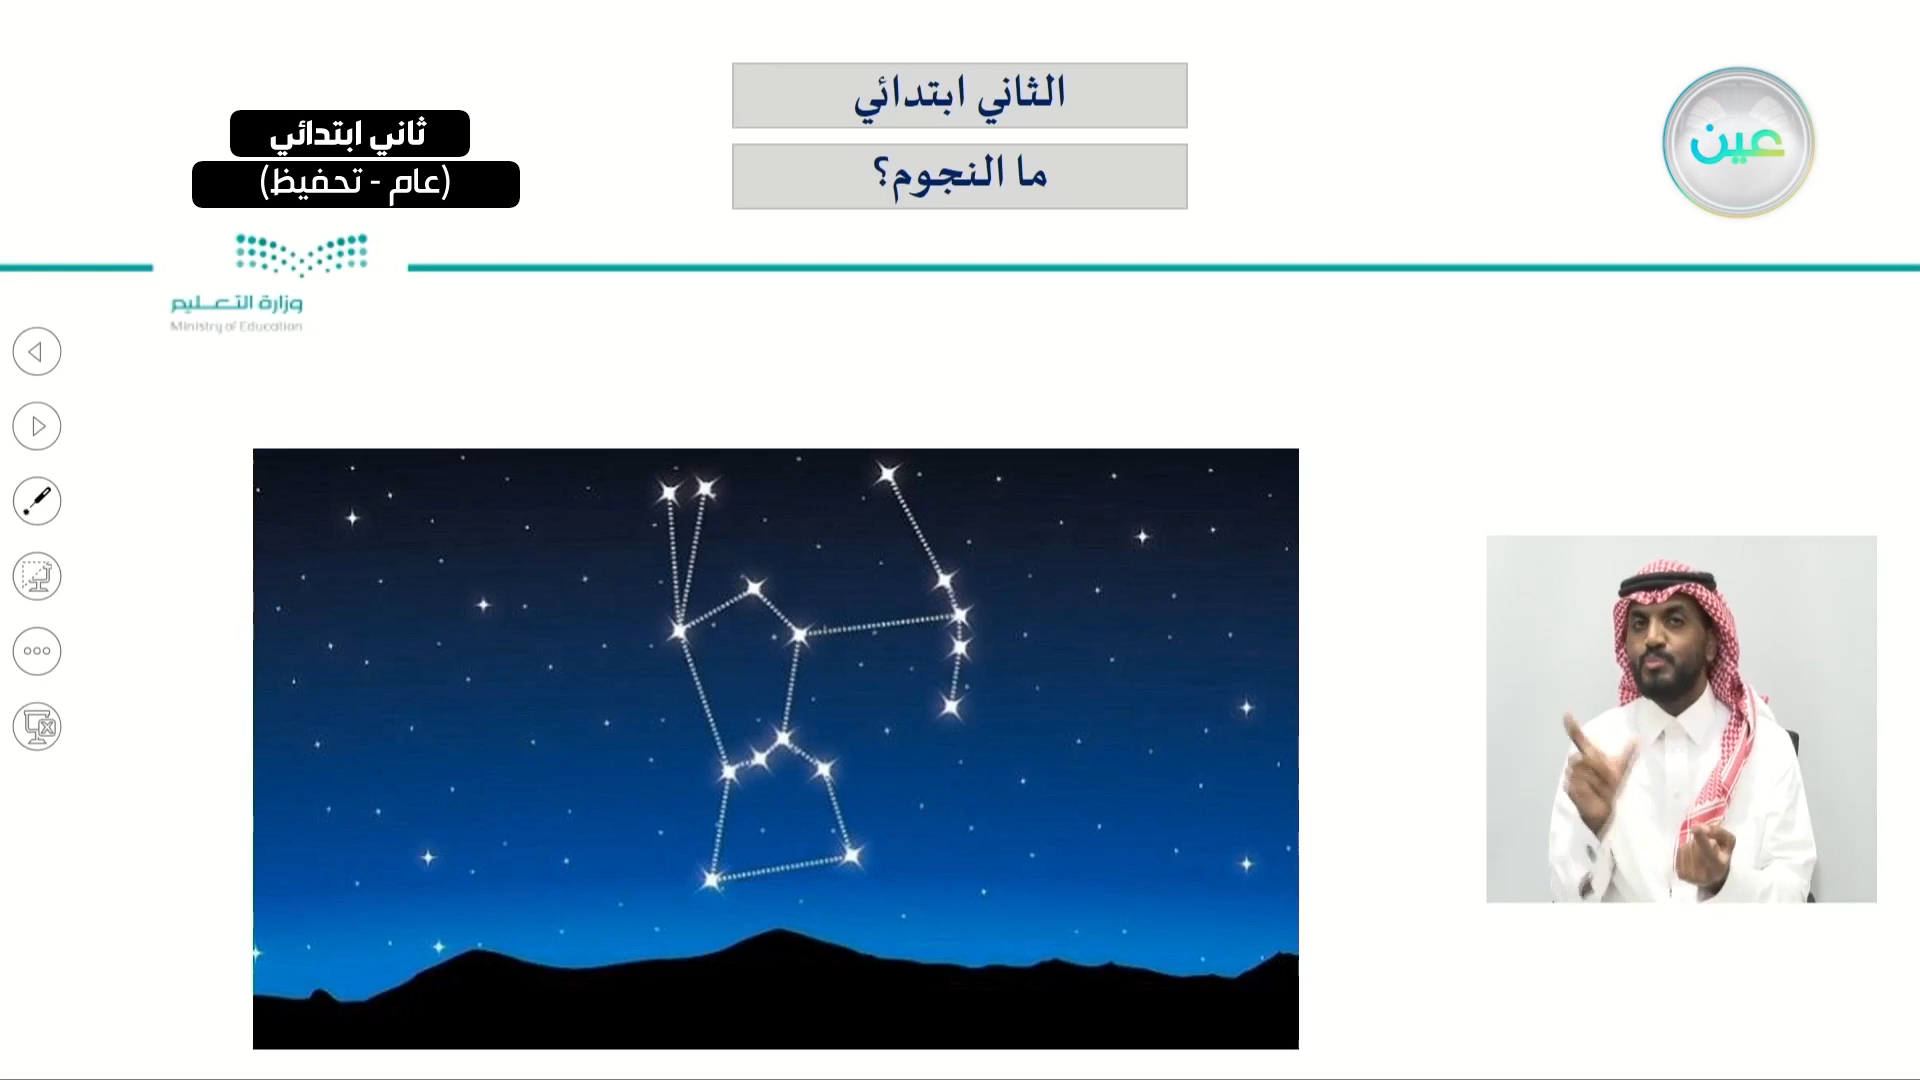 الثاني ابتدائي
ما النجوم؟
عين
ثاني ابتدائي
(عام - تحفيظ)
وزارة التعليم
Ministry of Education